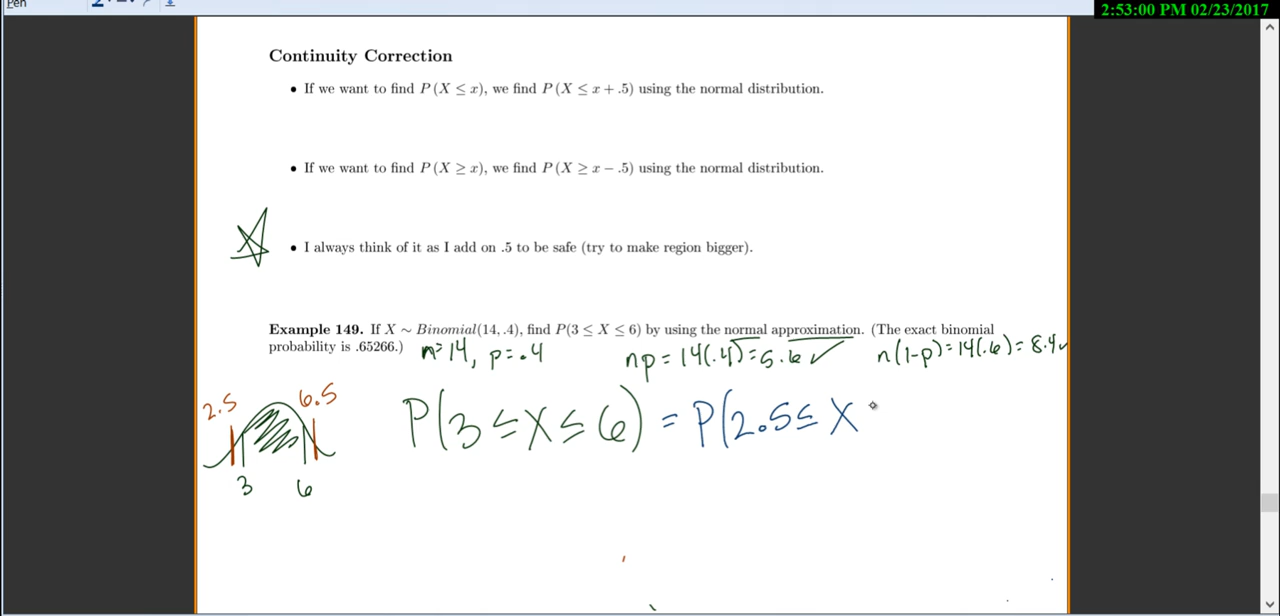 Pen
2:53:00 PM 02/23/2017
Continuity Correction
• If we want to find P(X ≤ x), we find P(X ≤ x + .5) using the normal distribution.
• If we want to find P(X ≥ x), we find P(X ≥ x − .5) using the normal distribution.
• I always think of it as I add on .5 to be safe (try to make region bigger).
Example 149. If X ∼ Binomial(14, .4), find P(3 ≤ X ≤ 6) by using the normal approximation. (The exact binomial
probability is .65266.) n=14, p=.4 np=14(.4)=5.6 ✓ n(1-p)=14(.6)=8.4 ✓
2.5 6.5
P(3 ≤ X ≤ 6) = P(2.5 ≤ X
3 6